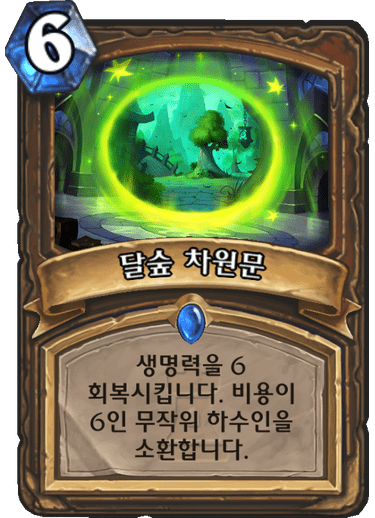 6
달숲 차원문
생명력을 6
회복시킵니다. 비용이
6인 무작위 하수인을
소환합니다.